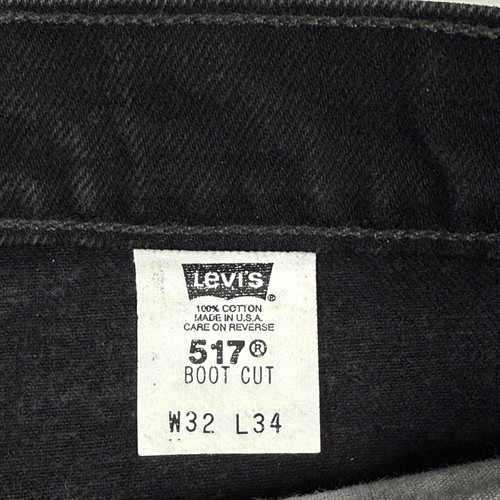 Levi's®
100% COTTON
MADE IN U.S.A.
CARE ON REVERSE
517®
BOOT CUT
W32 L34